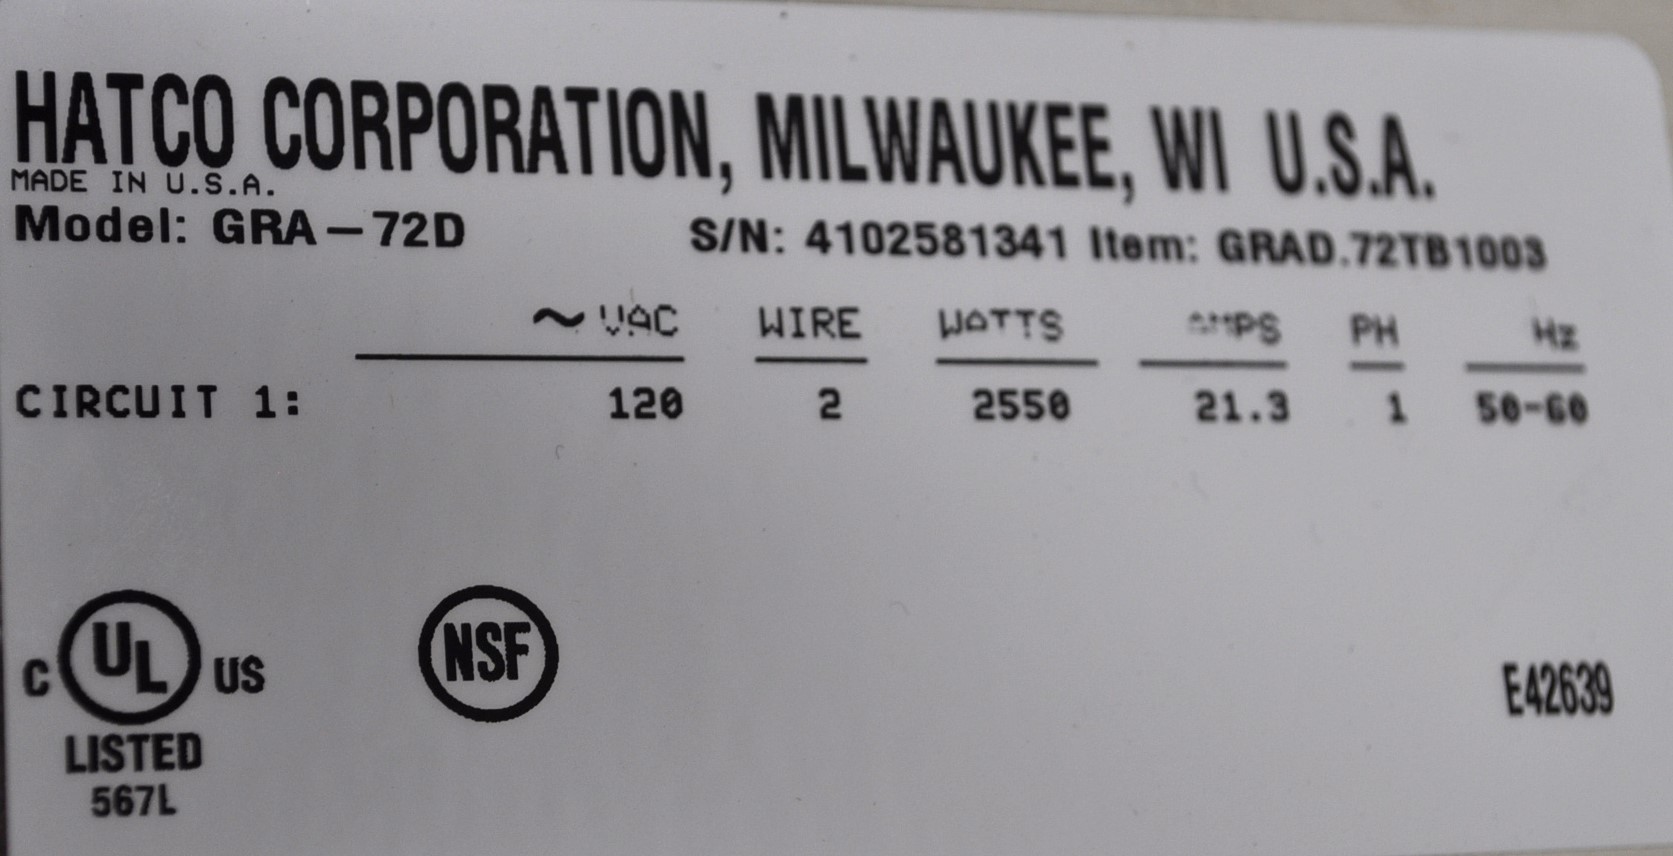 HATCO CORPORATION, MILWAUKEE, WI U.S.A.
MADE IN U.S.A.
Model: GRA-72D S/N: 4102581341 Item: GRAD.72TB1003
~ VAC WIRE WATTS AMPS PH Hz
CIRCUIT 1: 120 2 2550 21.3 1 50-60
C UL US NSF
E42639
LISTED
567L